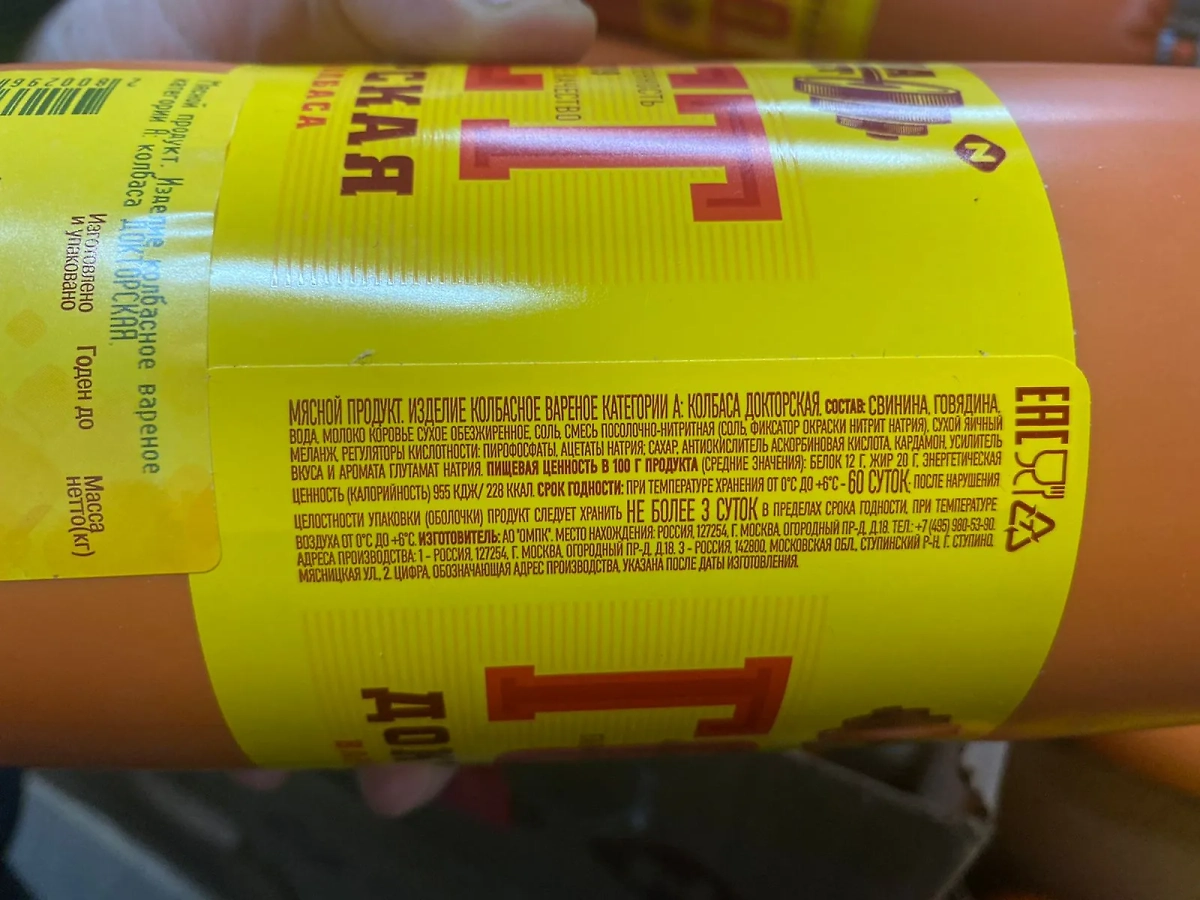 МЯСНОЙ ПРОДУКТ. ИЗДЕЛИЕ КОЛБАСНОЕ ВАРЕНОЕ КАТЕГОРИИ А: КОЛБАСА ДОКТОРСКАЯ. СОСТАВ: СВИНИНА, ГОВЯДИНА,
ВОДА, МОЛОКО КОРОВЬЕ СУХОЕ ОБЕЗЖИРЕННОЕ, СОЛЬ, СМЕСЬ ПОСОЛОЧНО-НИТРИТНАЯ (СОЛЬ, ФИКСАТОР ОКРАСКИ НИТРИТ НАТРИЯ), СУХОЙ ЯИЧНЫЙ
МЕЛАНЖ, РЕГУЛЯТОРЫ КИСЛОТНОСТИ: ПИРОФОСФАТЫ, АЦЕТАТЫ НАТРИЯ; САХАР, АНТИОКИСЛИТЕЛЬ АСКОРБИНОВАЯ КИСЛОТА, КАРДАМОН, УСИЛИТЕЛЬ
ВКУСА И АРОМАТА ГЛУТАМАТ НАТРИЯ. ПИЩЕВАЯ ЦЕННОСТЬ В 100 Г ПРОДУКТА (СРЕДНИЕ ЗНАЧЕНИЯ): БЕЛОК 12 Г, ЖИР 20 Г, ЭНЕРГЕТИЧЕСКАЯ
ЦЕННОСТЬ (КАЛОРИЙНОСТЬ) 955 КДЖ/ 228 ККАЛ. СРОК ГОДНОСТИ: ПРИ ТЕМПЕРАТУРЕ ХРАНЕНИЯ ОТ 0°С ДО +6°С - 60 СУТОК. ПОСЛЕ НАРУШЕНИЯ
ЦЕЛОСТНОСТИ УПАКОВКИ (ОБОЛОЧКИ) ПРОДУКТ СЛЕДУЕТ ХРАНИТЬ НЕ БОЛЕЕ 3 СУТОК В ПРЕДЕЛАХ СРОКА ГОДНОСТИ, ПРИ ТЕМПЕРАТУРЕ
ВОЗДУХА ОТ 0°С ДО +6°С. ИЗГОТОВИТЕЛЬ: АО "ОМПК". МЕСТО НАХОЖДЕНИЯ: РОССИЯ, 127254, Г. МОСКВА, ОГОРОДНЫЙ ПР-Д, Д.18. ТЕЛ.: +7 (495) 980-53-90.
АДРЕСА ПРОИЗВОДСТВА: 1 - РОССИЯ, 127254, Г. МОСКВА, ОГОРОДНЫЙ ПР-Д, Д.18. 3 - РОССИЯ, 142800, МОСКОВСКАЯ ОБЛ., СТУПИНСКИЙ Р-Н, Г. СТУПИНО,
МЯСНИЦКАЯ УЛ., 2. ЦИФРА, ОБОЗНАЧАЮЩАЯ АДРЕС ПРОИЗВОДСТВА, УКАЗАНА ПОСЛЕ ДАТЫ ИЗГОТОВЛЕНИЯ.
EAC
Мясной продукт. Изделие колбасное вареное
категории А: колбаса ДОКТОРСКАЯ.
Изготовлено
и упаковано
Годен до
Масса
нетто(кг)
СКАЯ
КАЧЕСТВО
ДОК